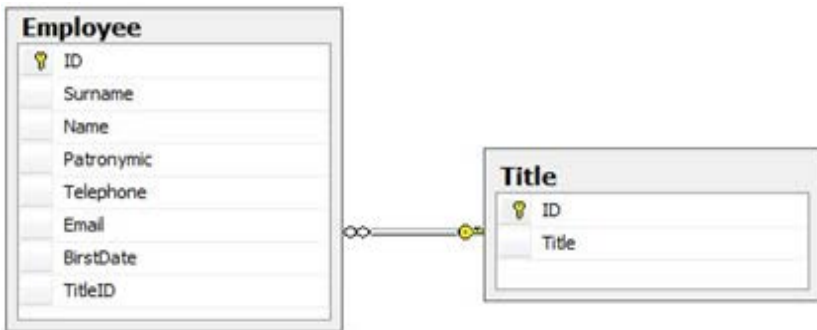 Employee
ID
Surname
Name
Patronymic
Telephone
Email
BirstDate
TitleID
Title
ID
Title